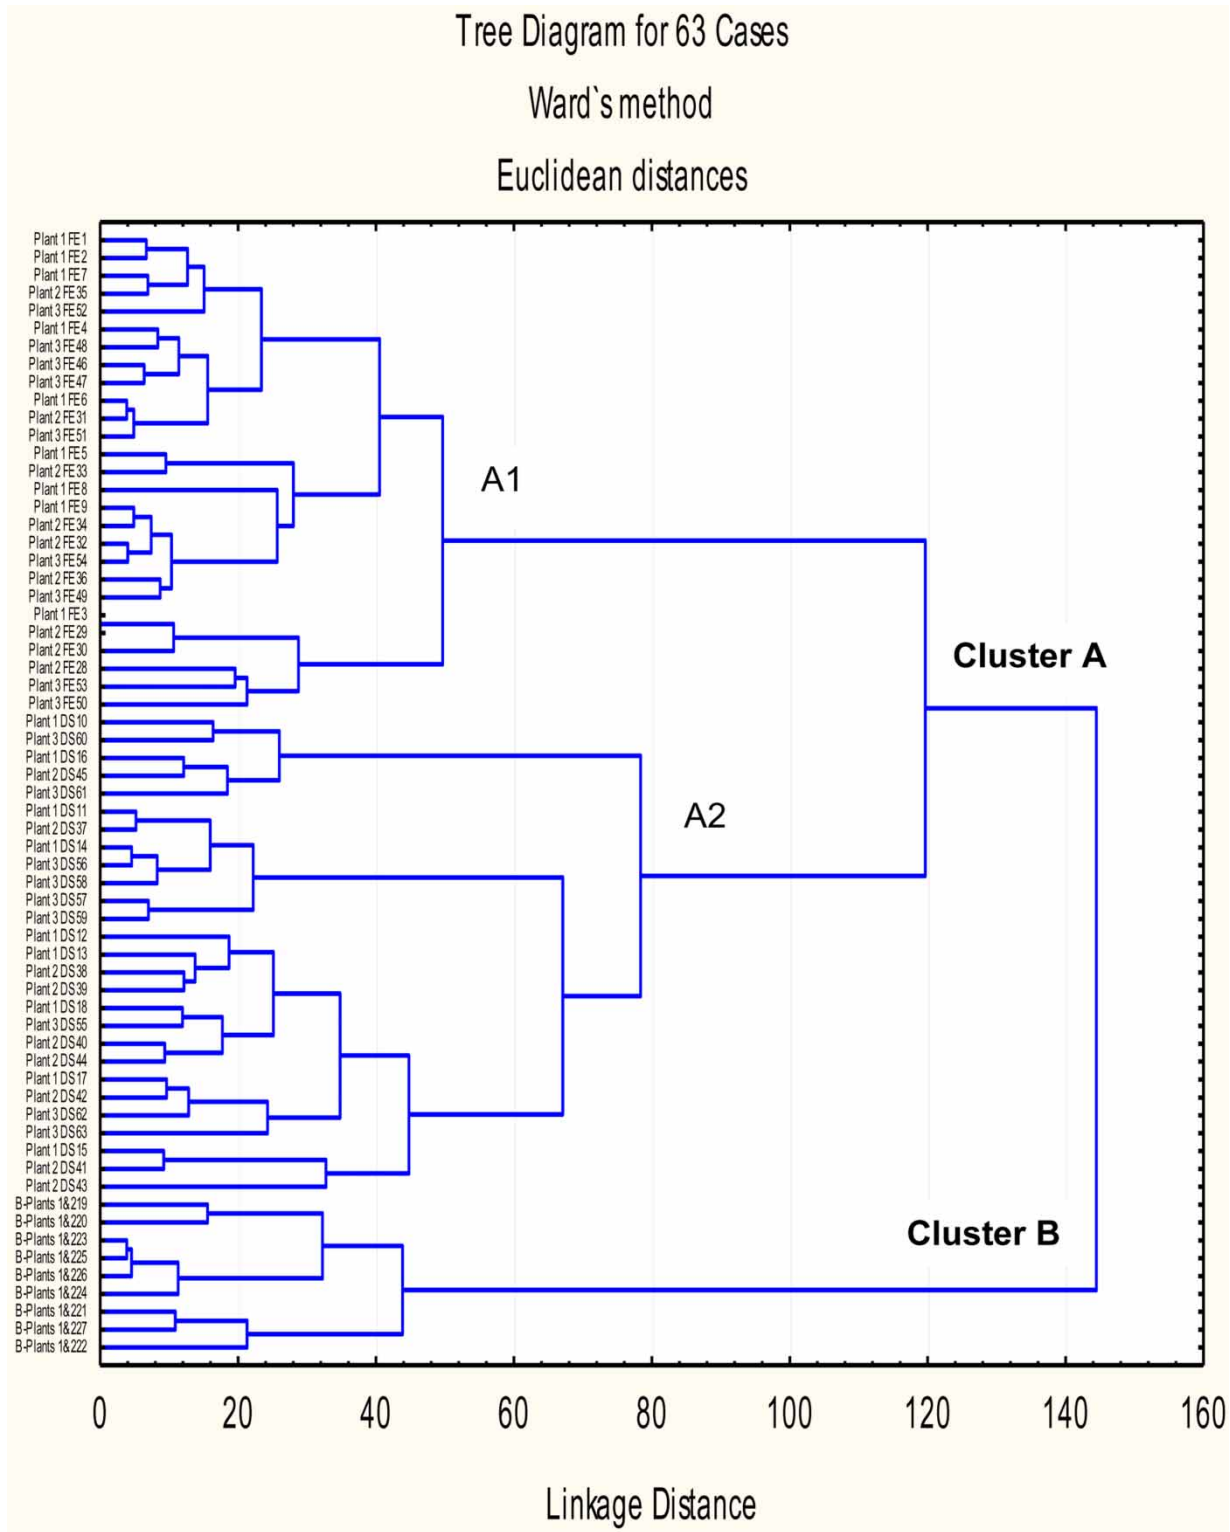 Tree Diagram for 63 Cases
Ward`s method
Euclidean distances
Plant 1 FE1
Plant 1 FE2
Plant 1 FE7
Plant 2 FE35
Plant 3 FE52
Plant 1 FE4
Plant 3 FE48
Plant 3 FE46
Plant 3 FE47
Plant 1 FE6
Plant 2 FE31
Plant 3 FE51
Plant 1 FE5
Plant 2 FE33
Plant 1 FE8
Plant 1 FE9
Plant 2 FE34
Plant 2 FE32
Plant 3 FE54
Plant 2 FE36
Plant 3 FE49
Plant 1 FE3
Plant 2 FE29
Plant 2 FE30
Plant 2 FE28
Plant 3 FE53
Plant 3 FE50
Plant 1 DS10
Plant 3 DS60
Plant 1 DS16
Plant 2 DS45
Plant 3 DS61
Plant 1 DS11
Plant 2 DS37
Plant 1 DS14
Plant 3 DS56
Plant 3 DS58
Plant 3 DS57
Plant 3 DS59
Plant 1 DS12
Plant 1 DS13
Plant 2 DS38
Plant 2 DS39
Plant 1 DS18
Plant 3 DS55
Plant 2 DS40
Plant 2 DS44
Plant 1 DS17
Plant 2 DS42
Plant 3 DS62
Plant 3 DS63
Plant 1 DS15
Plant 2 DS41
Plant 2 DS43
B-Plants 1&219
B-Plants 1&220
B-Plants 1&223
B-Plants 1&225
B-Plants 1&226
B-Plants 1&224
B-Plants 1&221
B-Plants 1&227
B-Plants 1&222
A1
Cluster A
A2
Cluster B
0 20 40 60 80 100 120 140 160
Linkage Distance